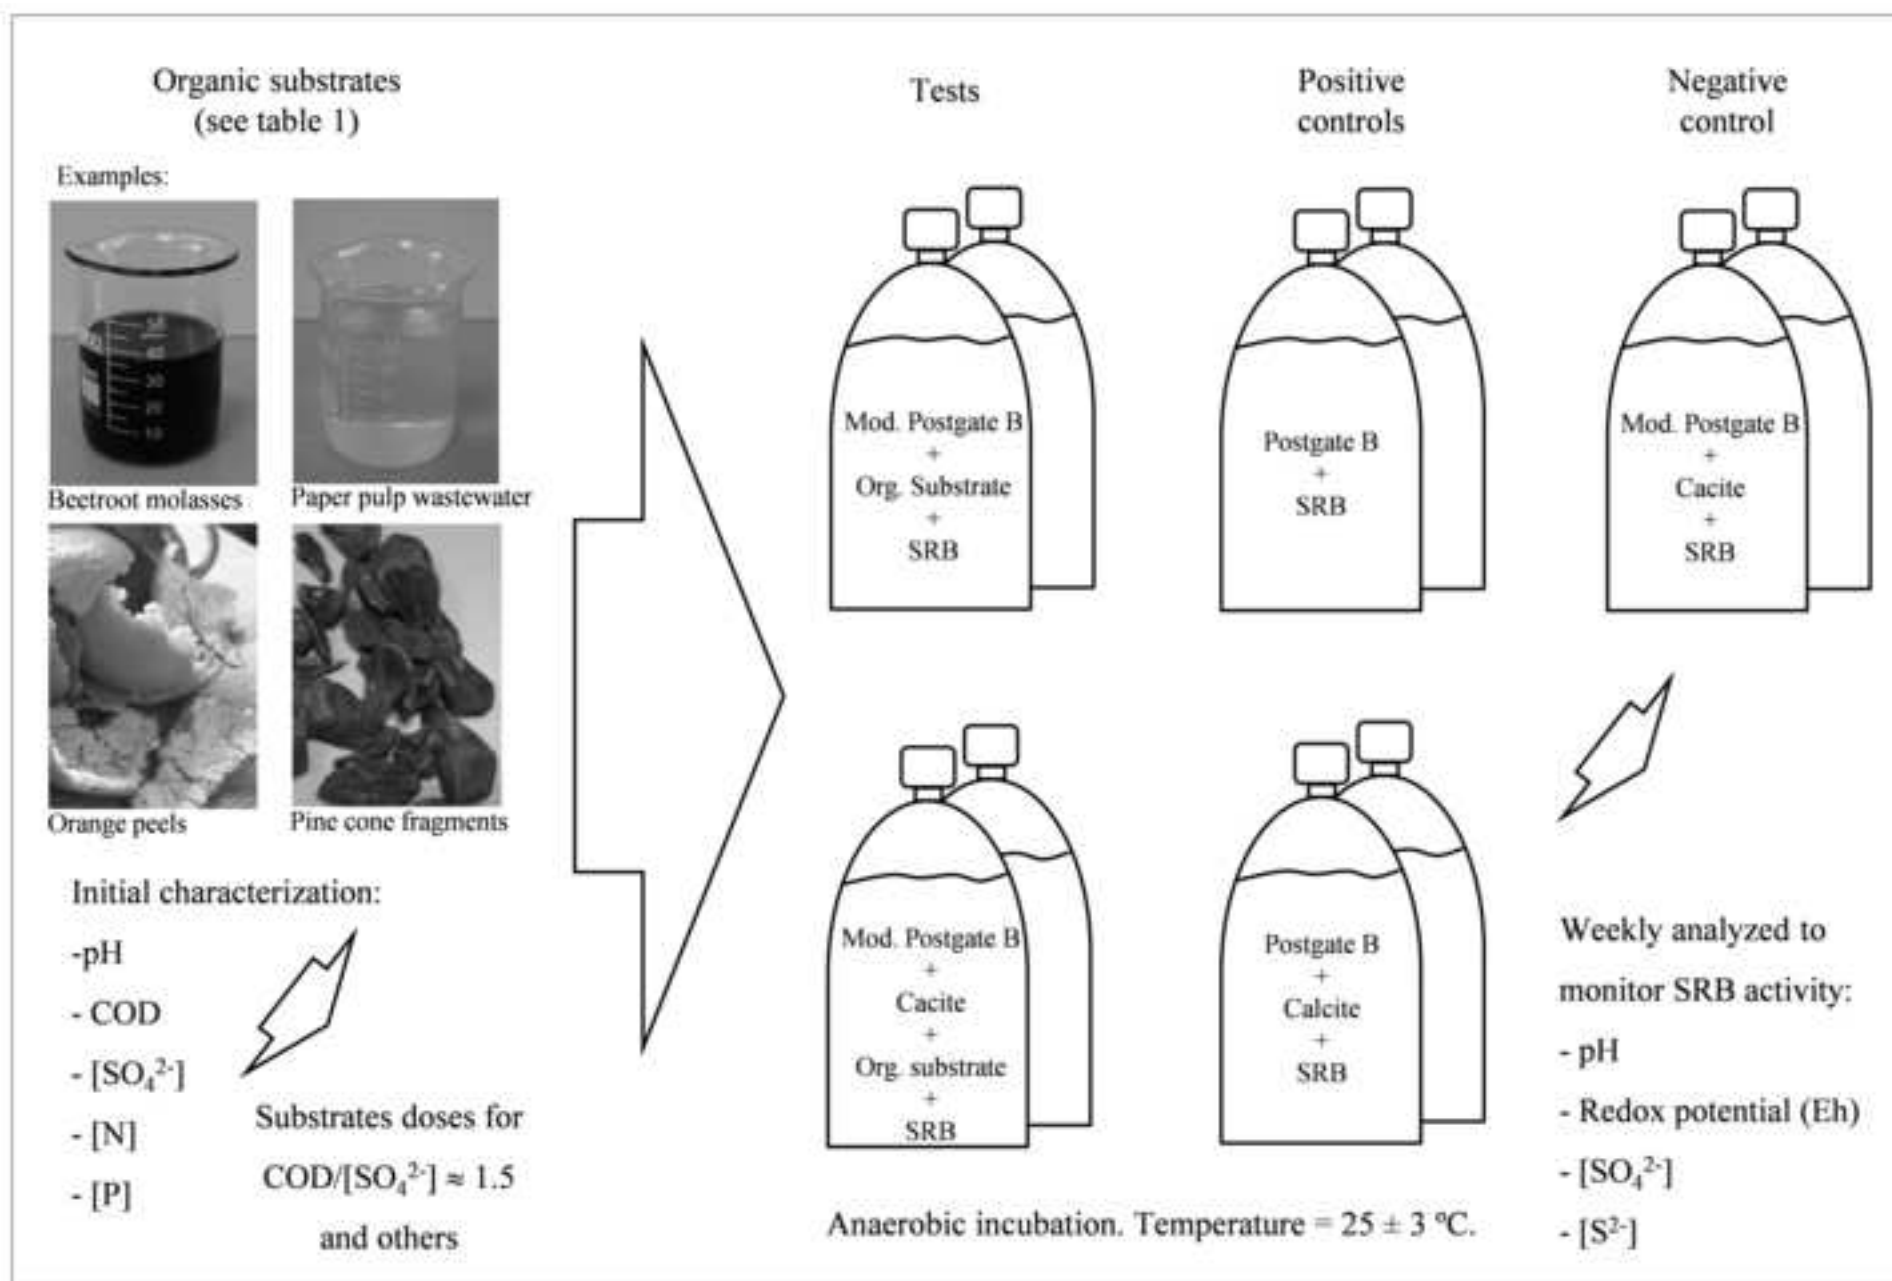 Organic substrates
(see table 1)
Examples:
Beetroot molasses
Paper pulp wastewater
Orange peels
Pine cone fragments
Initial characterization:
-pH
- COD
- [SO₄²⁻]
- [N]
- [P]
Substrates doses for
COD/[SO₄²⁻] ≈ 1.5
and others
Tests
Mod. Postgate B
+
Org. Substrate
+
SRB
Mod. Postgate B
+
Cacite
+
Org. substrate
+
SRB
Positive
controls
Postgate B
+
SRB
Postgate B
+
Calcite
+
SRB
Negative
control
Mod. Postgate B
+
Cacite
+
SRB
Anaerobic incubation. Temperature = 25 ± 3 ºC.
Weekly analyzed to
monitor SRB activity:
- pH
- Redox potential (Eh)
- [SO₄²⁻]
- [S²⁻]